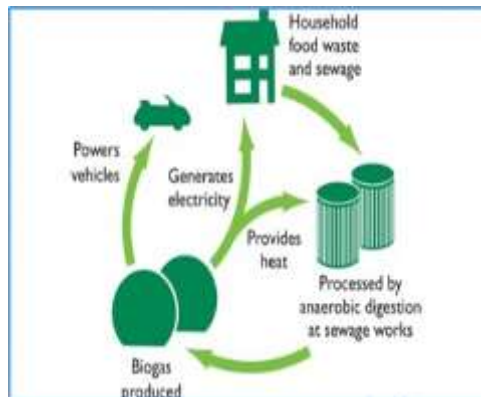 Household
food waste
and sewage
Powers
vehicles
Generates
electricity
Provides
heat
Processed by
anaerobic digestion
at sewage works
Biogas
produced